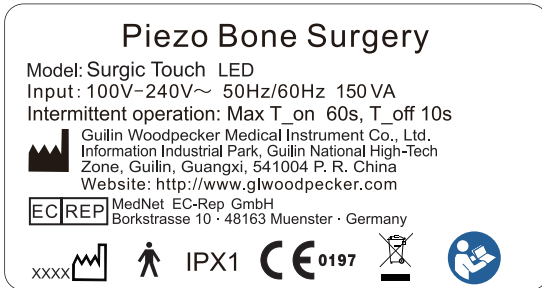 Piezo Bone Surgery
Model: Surgic Touch LED
Input: 100V-240V~ 50Hz/60Hz 150VA
Intermittent operation: Max T_on 60s, T_off 10s
Guilin Woodpecker Medical Instrument Co., Ltd.
Information Industrial Park, Guilin National High-Tech
Zone, Guilin, Guangxi, 541004 P. R. China
Website: http://www.glwoodpecker.com
EC REP MedNet EC-Rep GmbH
Borkstrasse 10 · 48163 Muenster · Germany
xxxx IPX1 CE 0197